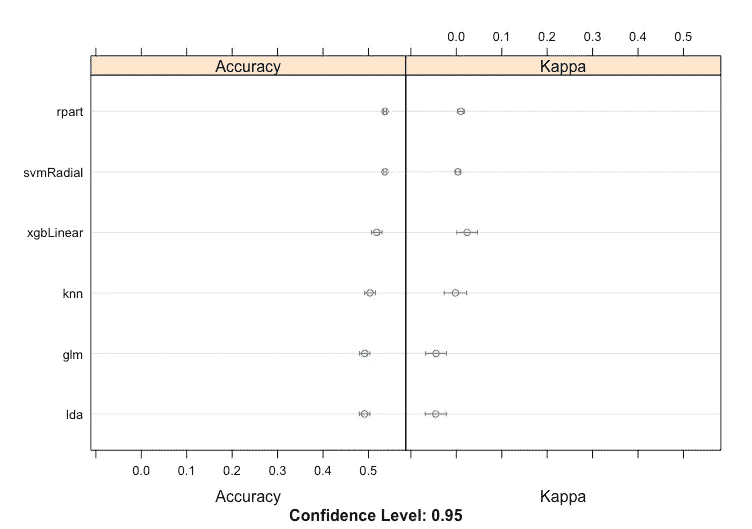 0.0 0.1 0.2 0.3 0.4 0.5
Accuracy Kappa
rpart
svmRadial
xgbLinear
knn
glm
lda
0.0 0.1 0.2 0.3 0.4 0.5
Accuracy Kappa
Confidence Level: 0.95